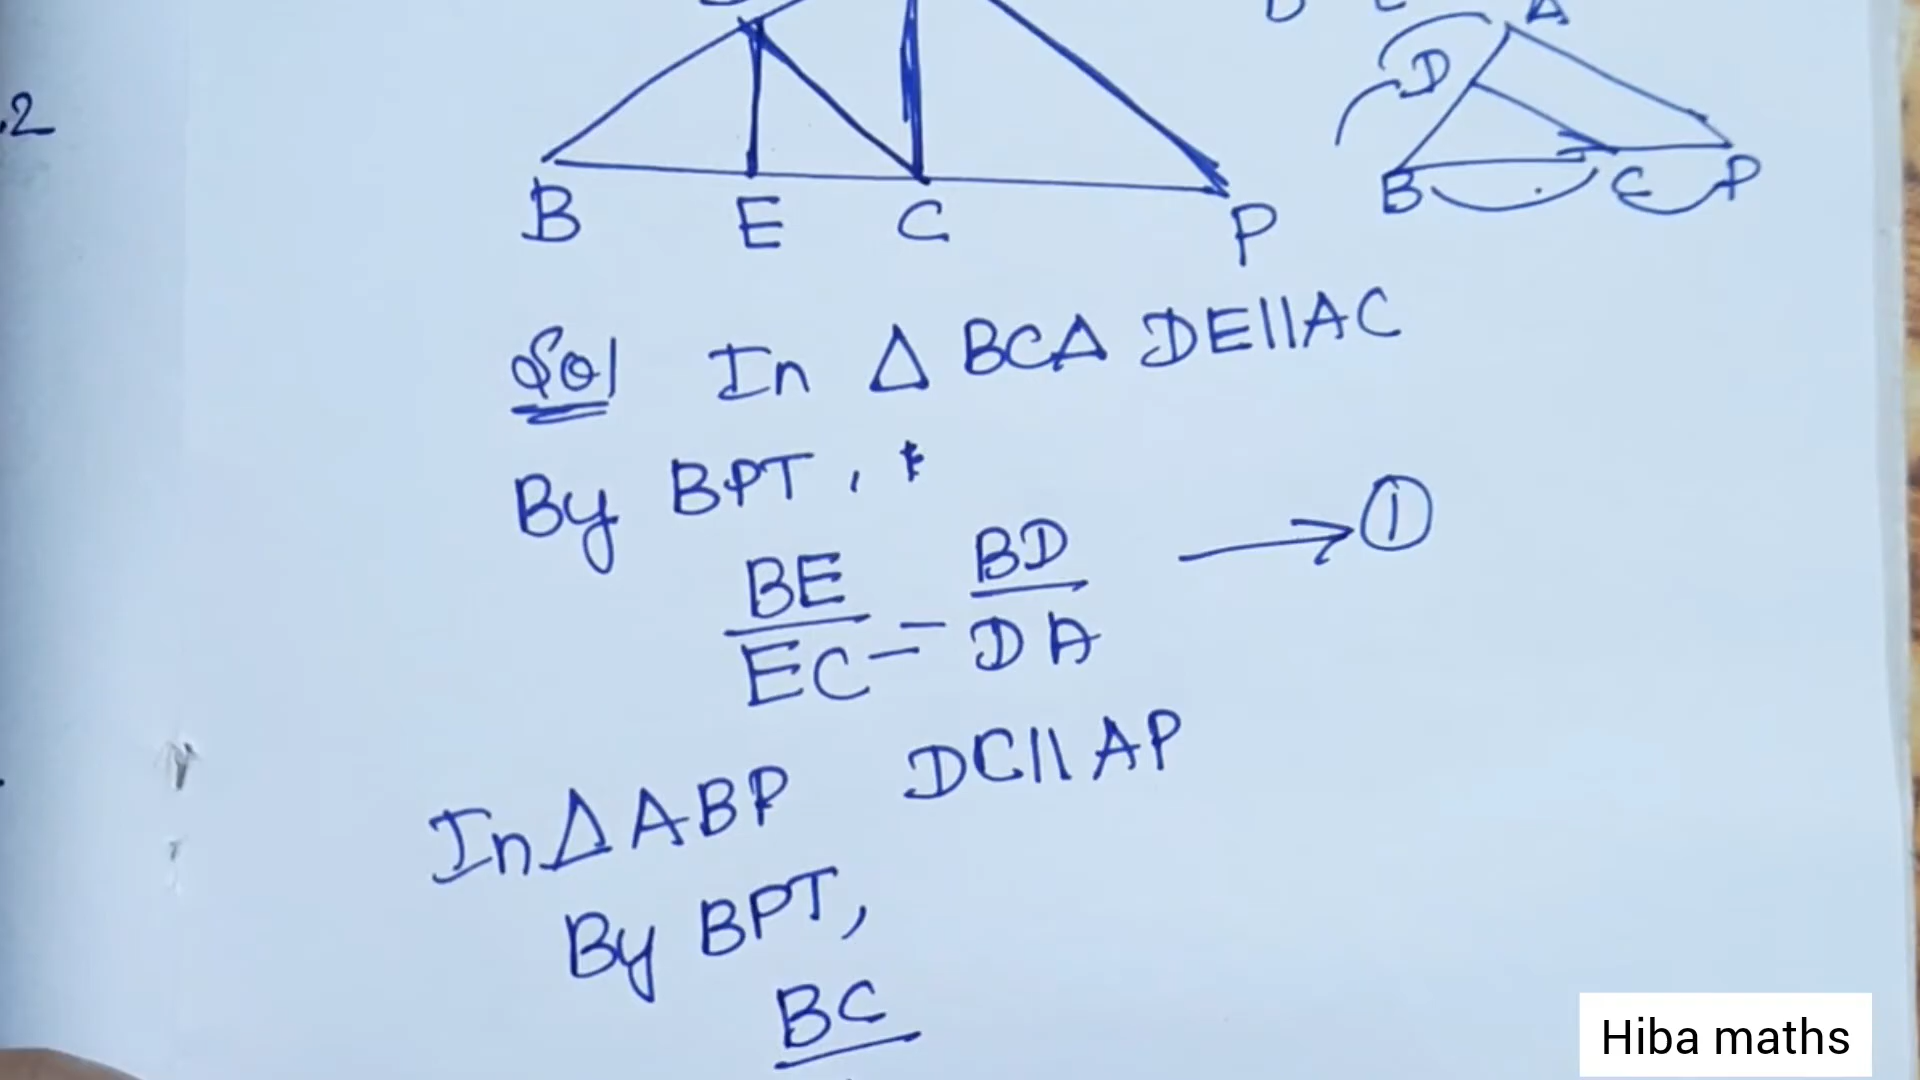 A
D
.2
B
C
P
B
E
C
P
Sol In Δ BCA DE||AC
By BPT,
BE/EC = BD/DA → ①
In Δ ABP DC|| AP
By BPT,
BC
Hiba maths